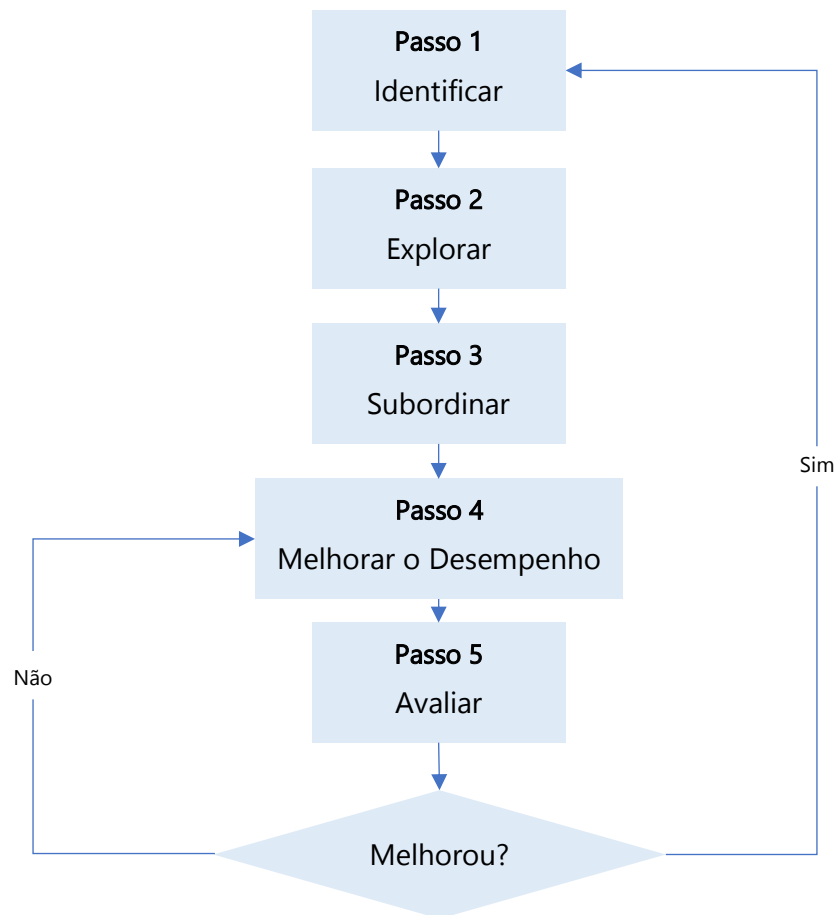 Passo 1
Identificar
Passo 2
Explorar
Passo 3
Subordinar
Sim
Passo 4
Melhorar o Desempenho
Passo 5
Avaliar
Não
Melhorou?